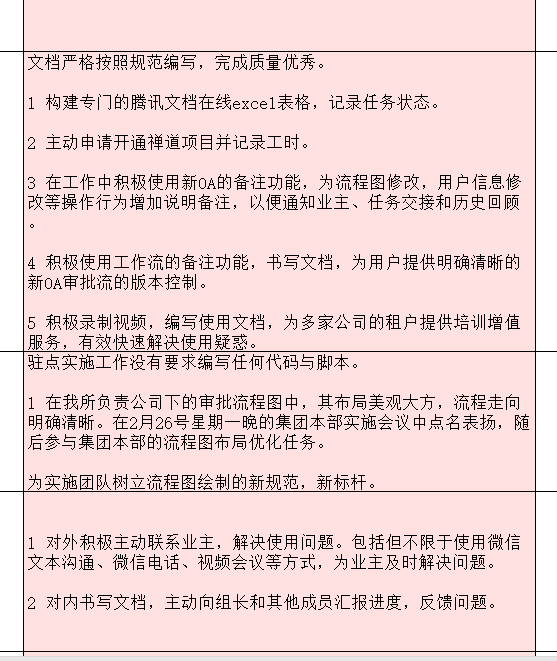 文档严格按照规范编写，完成质量优秀。
1 构建专门的腾讯文档在线excel表格，记录任务状态。
2 主动申请开通禅道项目并记录工时。
3 在工作中积极使用新OA的备注功能，为流程图修改，用户信息修
改等操作行为增加说明备注，以便通知业主、任务交接和历史回顾
。
4 积极使用工作流的备注功能，书写文档，为用户提供明确清晰的
新OA审批流的版本控制。
5 积极录制视频，编写使用文档，为多家公司的租户提供培训增值
服务，有效快速解决使用疑惑。
驻点实施工作没有要求编写任何代码与脚本。
1 在我所负责公司下的审批流程图中，其布局美观大方，流程走向
明确清晰。在2月26号星期一晚的集团本部实施会议中点名表扬，随
后参与集团本部的流程图布局优化任务。
为实施团队树立流程图绘制的新规范，新标杆。
1 对外积极主动联系业主，解决使用问题。包括但不限于使用微信
文本沟通、微信电话、视频会议等方式，为业主及时解决问题。
2 对内书写文档，主动向组长和其他成员汇报进度，反馈问题。